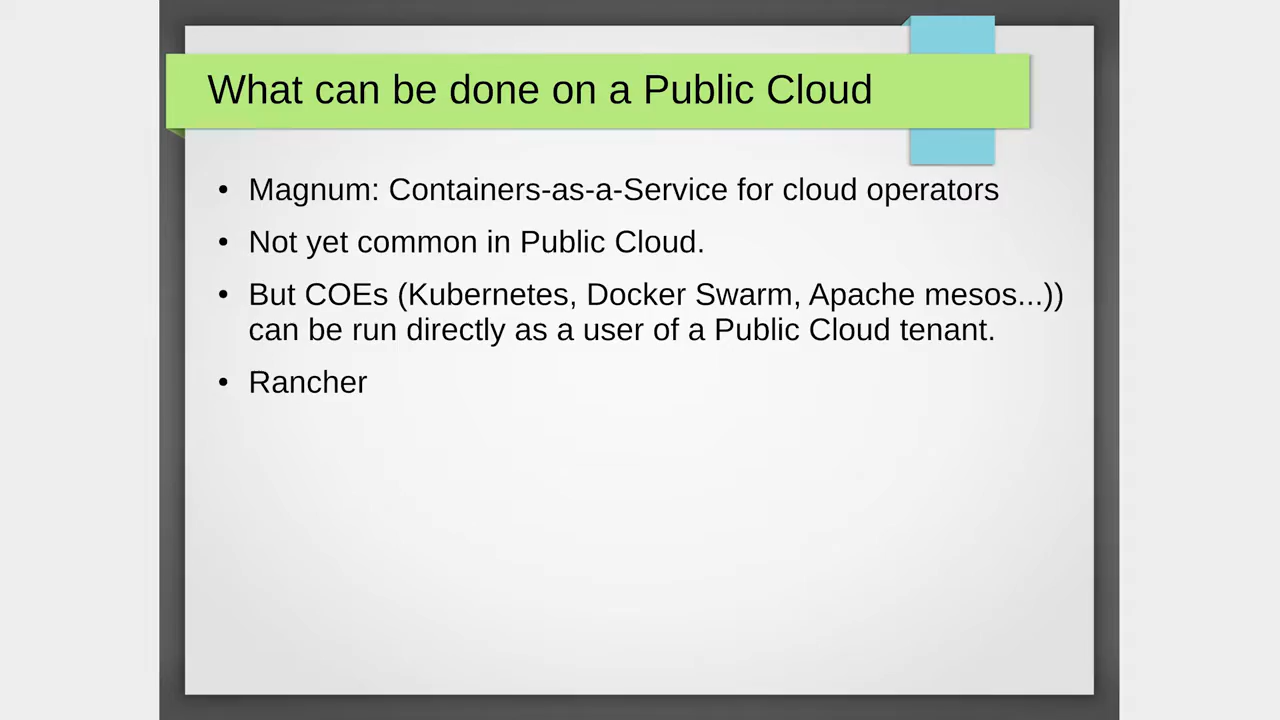 What can be done on a Public Cloud
• Magnum: Containers-as-a-Service for cloud operators
• Not yet common in Public Cloud.
• But COEs (Kubernetes, Docker Swarm, Apache mesos...))
can be run directly as a user of a Public Cloud tenant.
• Rancher